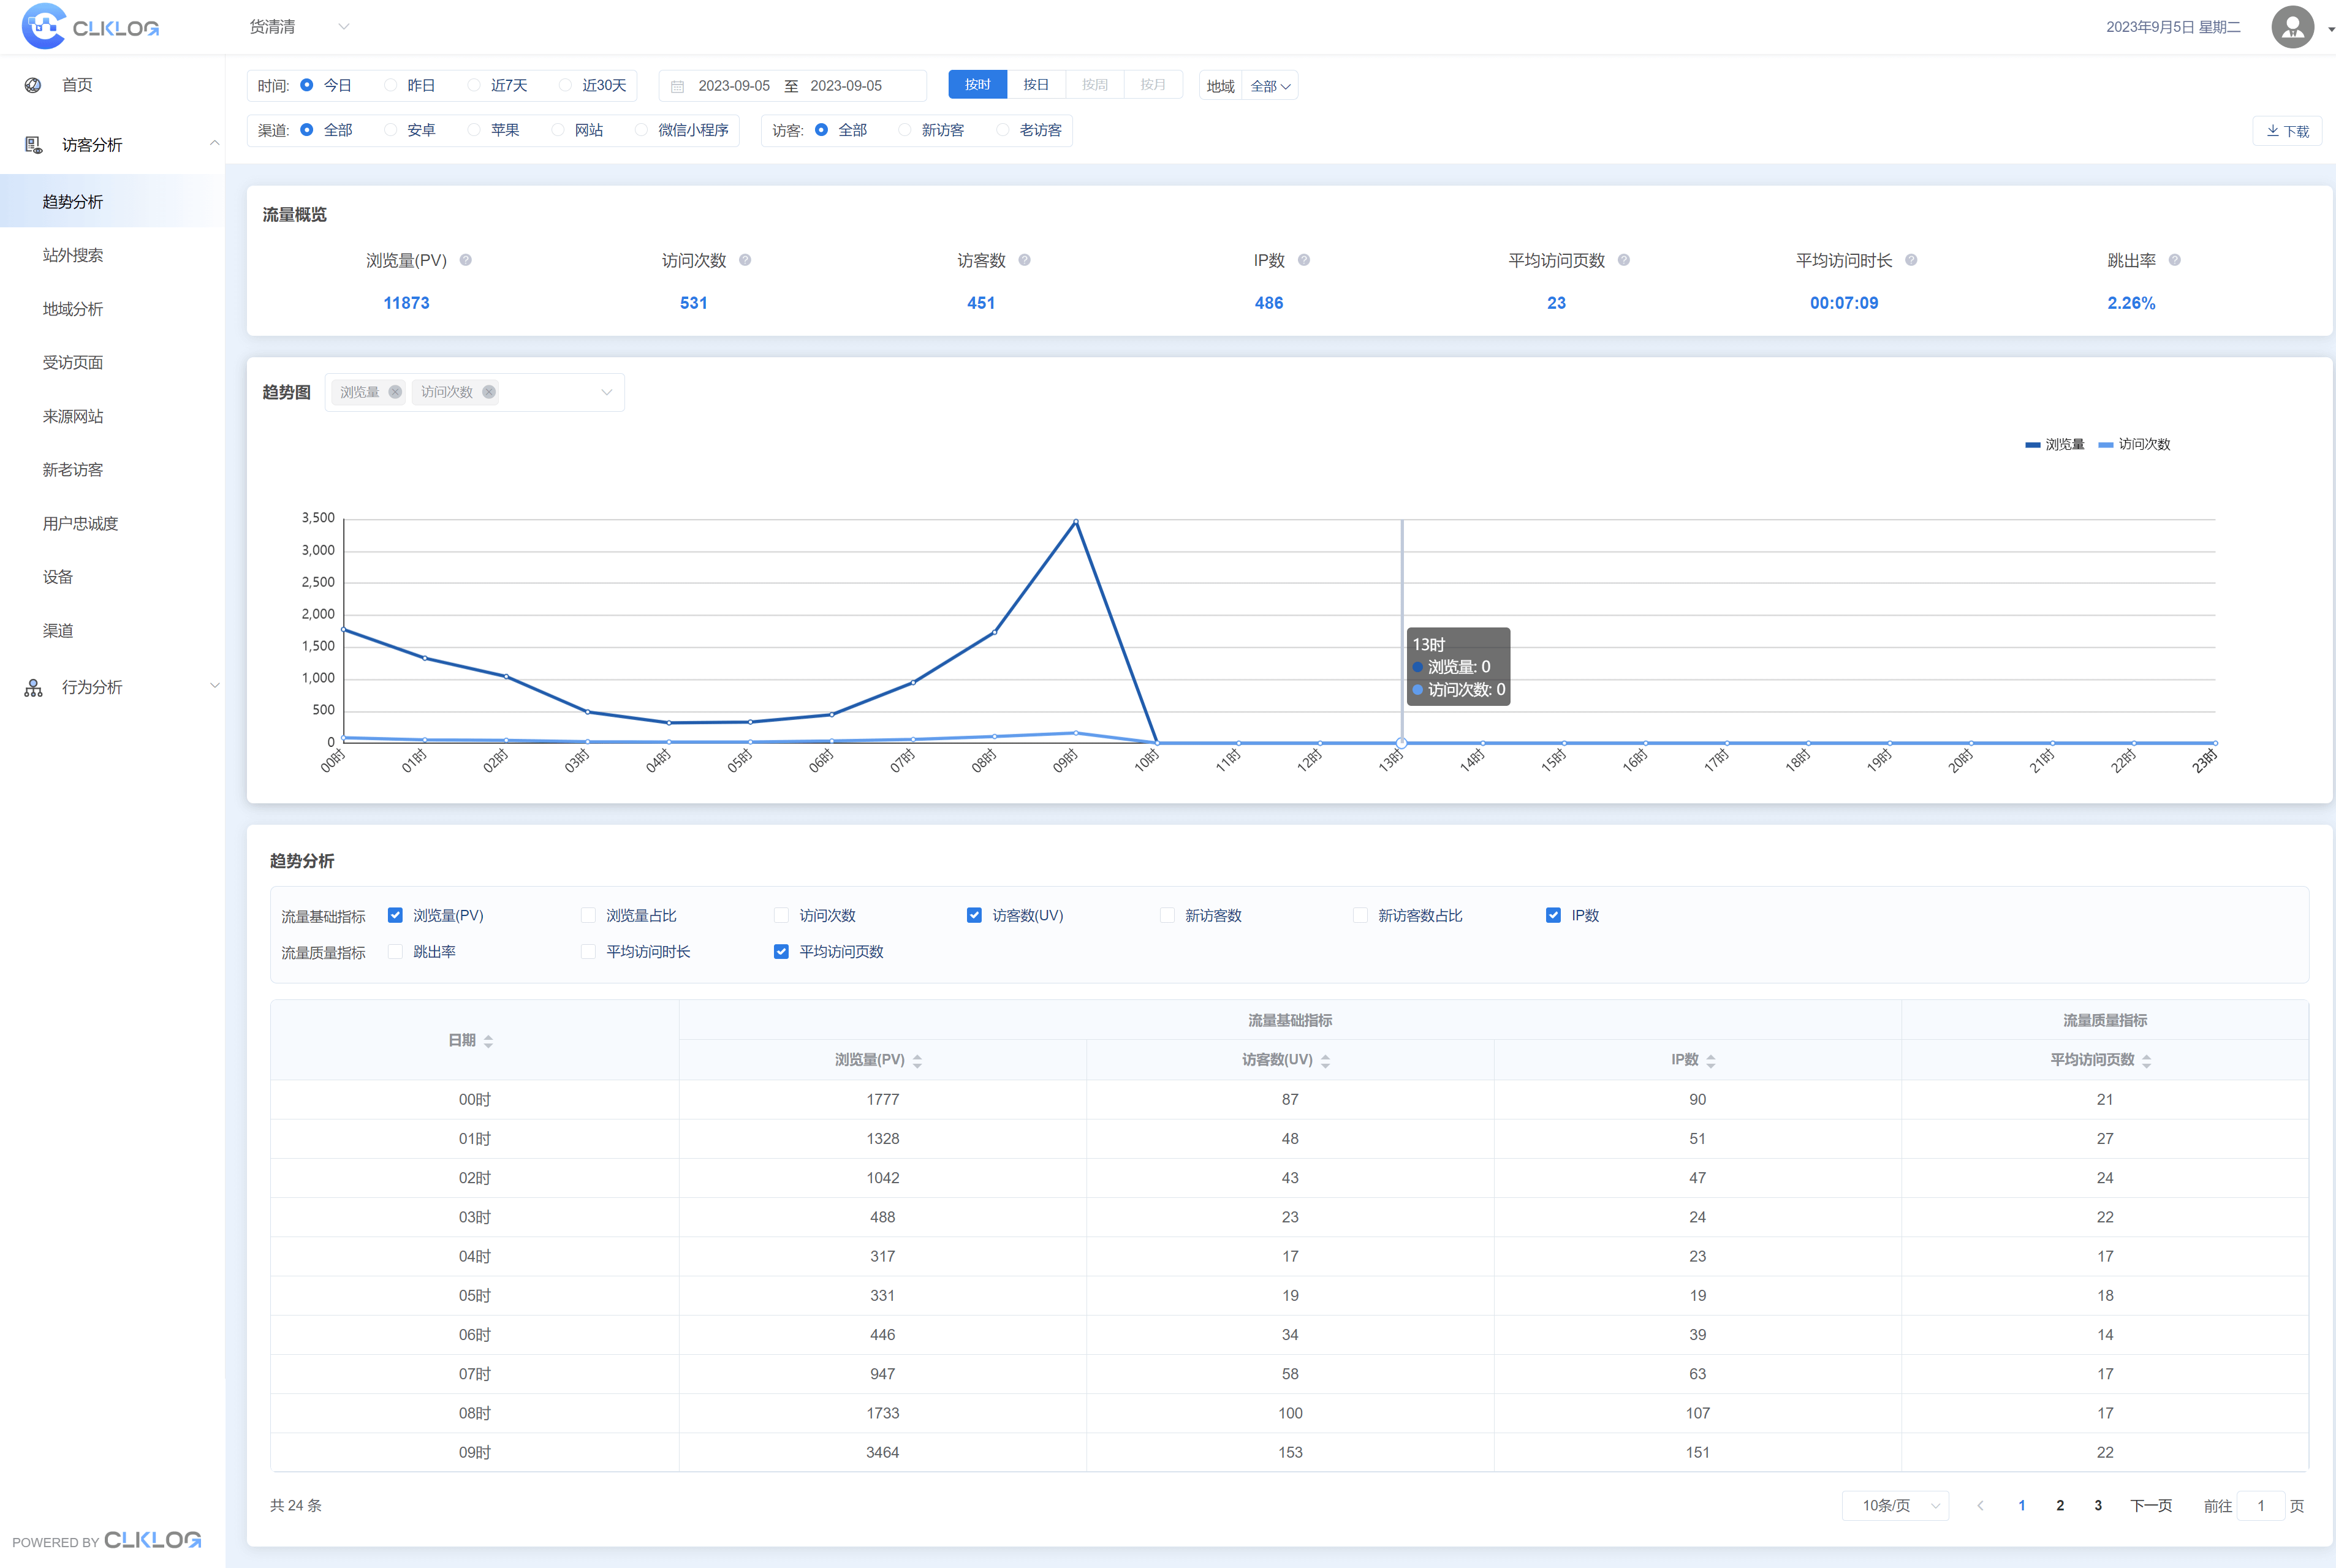 CLKLOG
货清清
2023年9月5日 星期二
首页
访客分析
趋势分析
站外搜索
地域分析
受访页面
来源网站
新老访客
用户忠诚度
设备
渠道
行为分析
POWERED BY CLKLOG
时间: 今日 昨日 近7天 近30天 2023-09-05 至 2023-09-05 按时 按日 按周 按月 地域 全部
渠道: 全部 安卓 苹果 网站 微信小程序 访客: 全部 新访客 老访客 下载
流量概览
浏览量(PV) ? 访问次数 ? 访客数 ? IP数 ? 平均访问页数 ? 平均访问时长 ? 跳出率 ?
11873 531 451 486 23 00:07:09 2.26%
趋势图 浏览量 访问次数
浏览量 访问次数
3,500
3,000
2,500
2,000
1,500
1,000
500
0
13时
浏览量: 0
访问次数: 0
00时 01时 02时 03时 04时 05时 06时 07时 08时 09时 10时 11时 12时 13时 14时 15时 16时 17时 18时 19时 20时 21时 22时 23时
趋势分析
流量基础指标 浏览量(PV) 浏览量占比 访问次数 访客数(UV) 新访客数 新访客数占比 IP数
流量质量指标 跳出率 平均访问时长 平均访问页数
日期 流量基础指标 流量质量指标
浏览量(PV) 访客数(UV) IP数 平均访问页数
00时 1777 87 90 21
01时 1328 48 51 27
02时 1042 43 47 24
03时 488 23 24 22
04时 317 17 23 17
05时 331 19 19 18
06时 446 34 39 14
07时 947 58 63 17
08时 1733 100 107 17
09时 3464 153 151 22
共 24 条 10条/页 1 2 3 下一页 前往 1 页